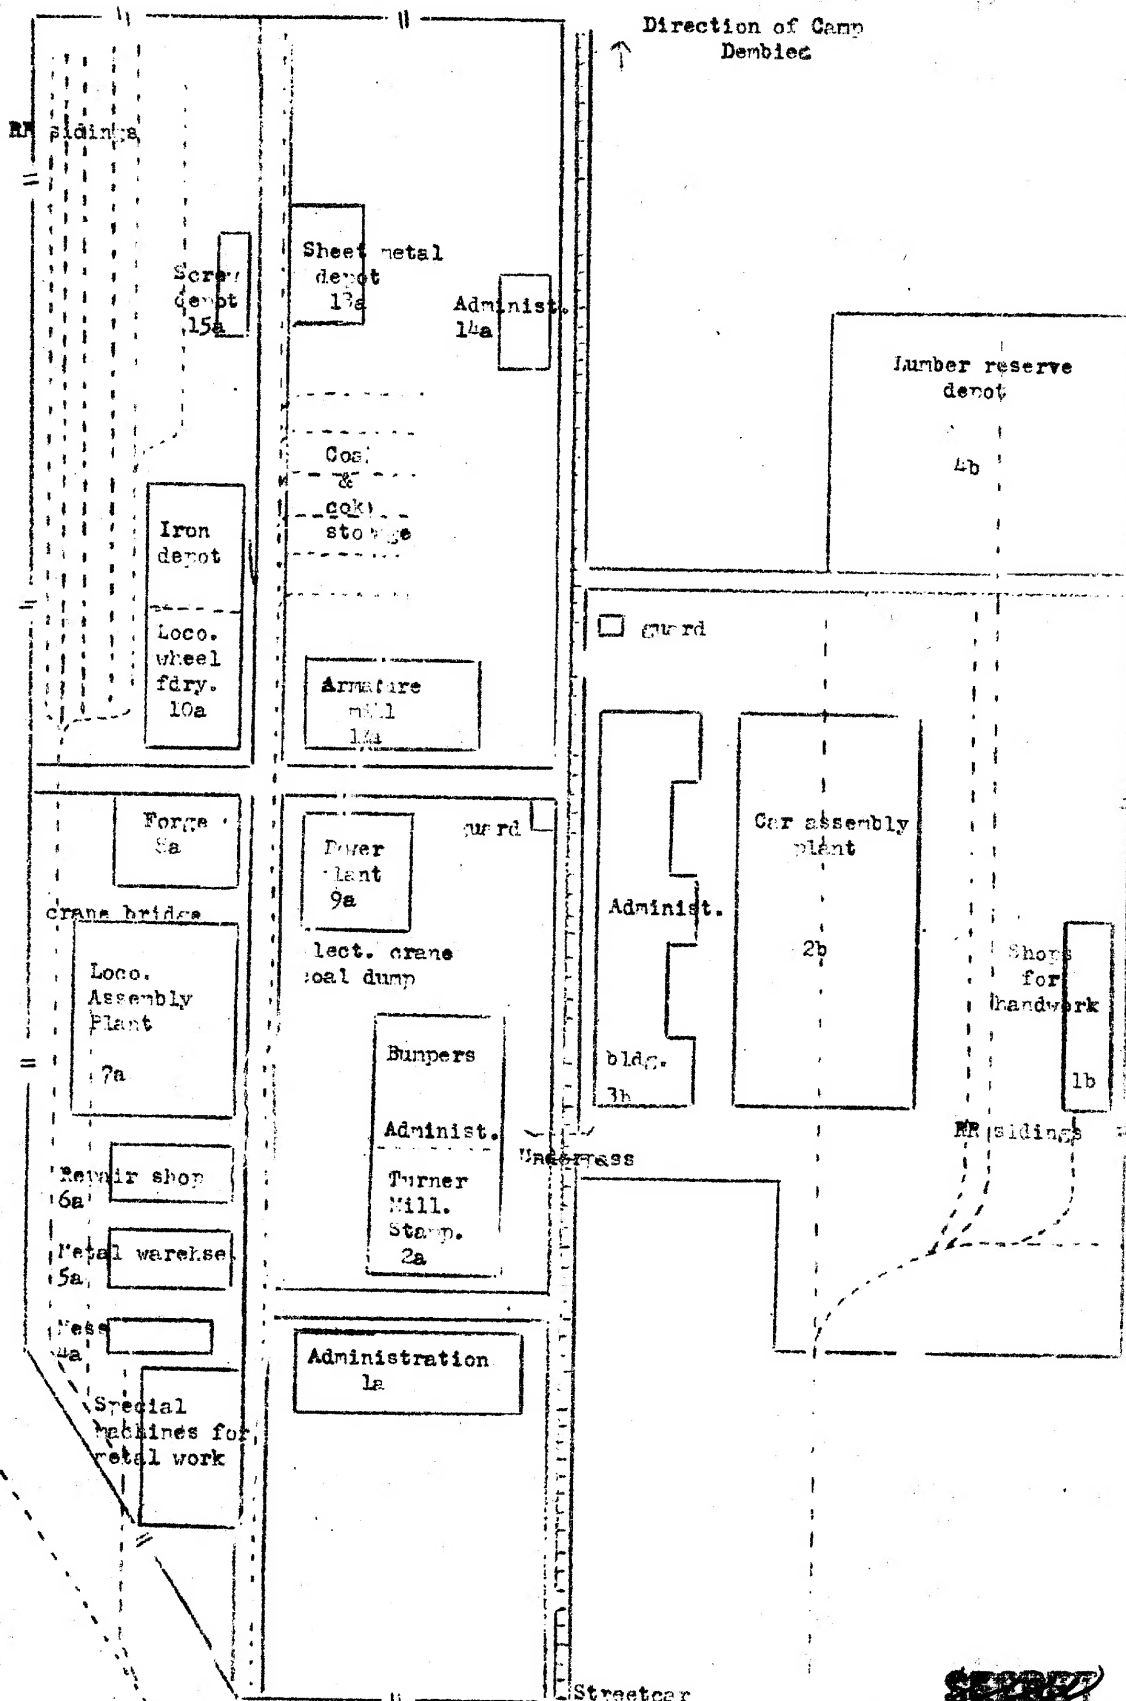 Direction of Camp
Dembied
RR sidings
Screw
depot
15a
Sheet metal
depot
13a
Administ.
14a
Lumber reserve
depot
4b
Coal
&
coke
storage
Iron
depot
Loco.
wheel
fdry.
10a
Armature
mill
guard
Forge
8a
Power
plant
9a
guard
crane bridge
Loco.
Assembly
Plant
7a
lect. crane
coal dump
Administ.
bldg.
3b
Car assembly
plant
2b
Shops
for
handwork
1b
Bunpers
Administ.
Turner
Mill.
Stamp.
2a
Underpass
RR sidings
Repair shop
6a
Metal warehse.
5a
Mess
4a
Administration
1a
Special
machines for
metal work
Streetcar
SECRET